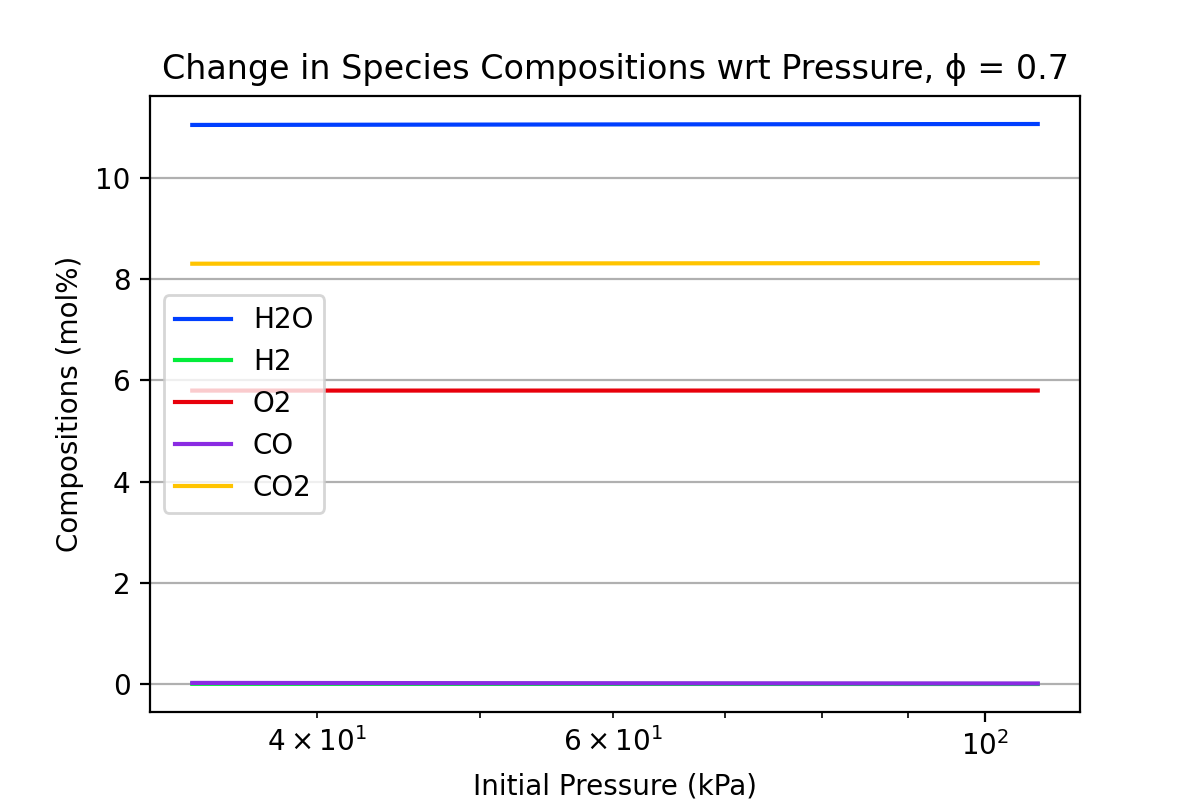 Change in Species Compositions wrt Pressure, ϕ = 0.7
Compositions (mol%)
10
8
6
4
2
0
H2O
H2
O2
CO
CO2
4 × 10¹
6 × 10¹
10²
Initial Pressure (kPa)